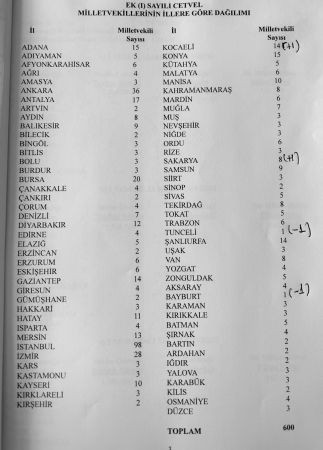 EK (I) SAYILI CETVEL
MİLLETVEKİLLERİNİN İLLERE GÖRE DAĞILIMI
İl Milletvekili Sayısı İl Milletvekili Sayısı
ADANA 15 KOCAELİ 14 (+1)
ADIYAMAN 5 KONYA 15
AFYONKARAHİSAR 6 KÜTAHYA 5
AĞRI 4 MALATYA 6
AMASYA 3 MANİSA 10
ANKARA 36 KAHRAMANMARAŞ 8
ANTALYA 17 MARDİN 6
ARTVİN 2 MUĞLA 7
AYDIN 8 MUŞ 3
BALIKESİR 9 NEVŞEHİR 3
BİLECİK 2 NİĞDE 3
BİNGÖL 3 ORDU 6
BİTLİS 3 RİZE 3
BOLU 3 SAKARYA 8 (+1)
BURDUR 3 SAMSUN 9
BURSA 20 SİİRT 3
ÇANAKKALE 4 SİNOP 2
ÇANKIRI 2 SİVAS 5
ÇORUM 4 TEKİRDAĞ 8
DENİZLİ 7 TOKAT 5
DİYARBAKIR 12 TRABZON 6
EDİRNE 4 TUNCELİ 1 (-1)
ELAZIĞ 5 ŞANLIURFA 14
ERZİNCAN 2 UŞAK 3
ERZURUM 6 VAN 8
ESKİŞEHİR 6 YOZGAT 4
GAZİANTEP 14 ZONGULDAK 5
GİRESUN 4 AKSARAY 4
GÜMÜŞHANE 2 BAYBURT 1 (-1)
HAKKARİ 3 KARAMAN 3
HATAY 11 KIRIKKALE 3
ISPARTA 4 BATMAN 5
MERSİN 13 ŞIRNAK 4
İSTANBUL 98 BARTIN 2
İZMİR 28 ARDAHAN 2
KARS 3 IĞDIR 2
KASTAMONU 3 YALOVA 3
KAYSERİ 10 KARABÜK 3
KIRKLARELİ 3 KİLİS 2
KIRŞEHİR 2 OSMANİYE 4
DÜZCE 3
TOPLAM 600